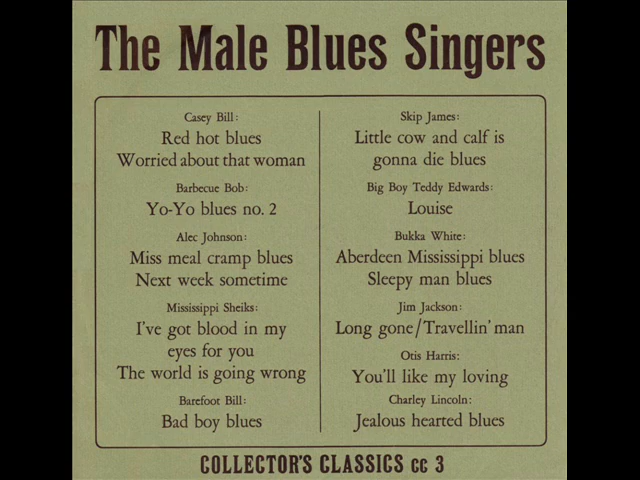 The Male Blues Singers
Casey Bill:
Red hot blues
Worried about that woman
Barbecue Bob:
Yo-Yo blues no. 2
Alec Johnson:
Miss meal cramp blues
Next week sometime
Mississippi Sheiks:
I've got blood in my
eyes for you
The world is going wrong
Barefoot Bill:
Bad boy blues
Skip James:
Little cow and calf is
gonna die blues
Big Boy Teddy Edwards:
Louise
Bukka White:
Aberdeen Mississippi blues
Sleepy man blues
Jim Jackson:
Long gone/Travellin' man
Otis Harris:
You'll like my loving
Charley Lincoln:
Jealous hearted blues
COLLECTOR'S CLASSICS CC 3